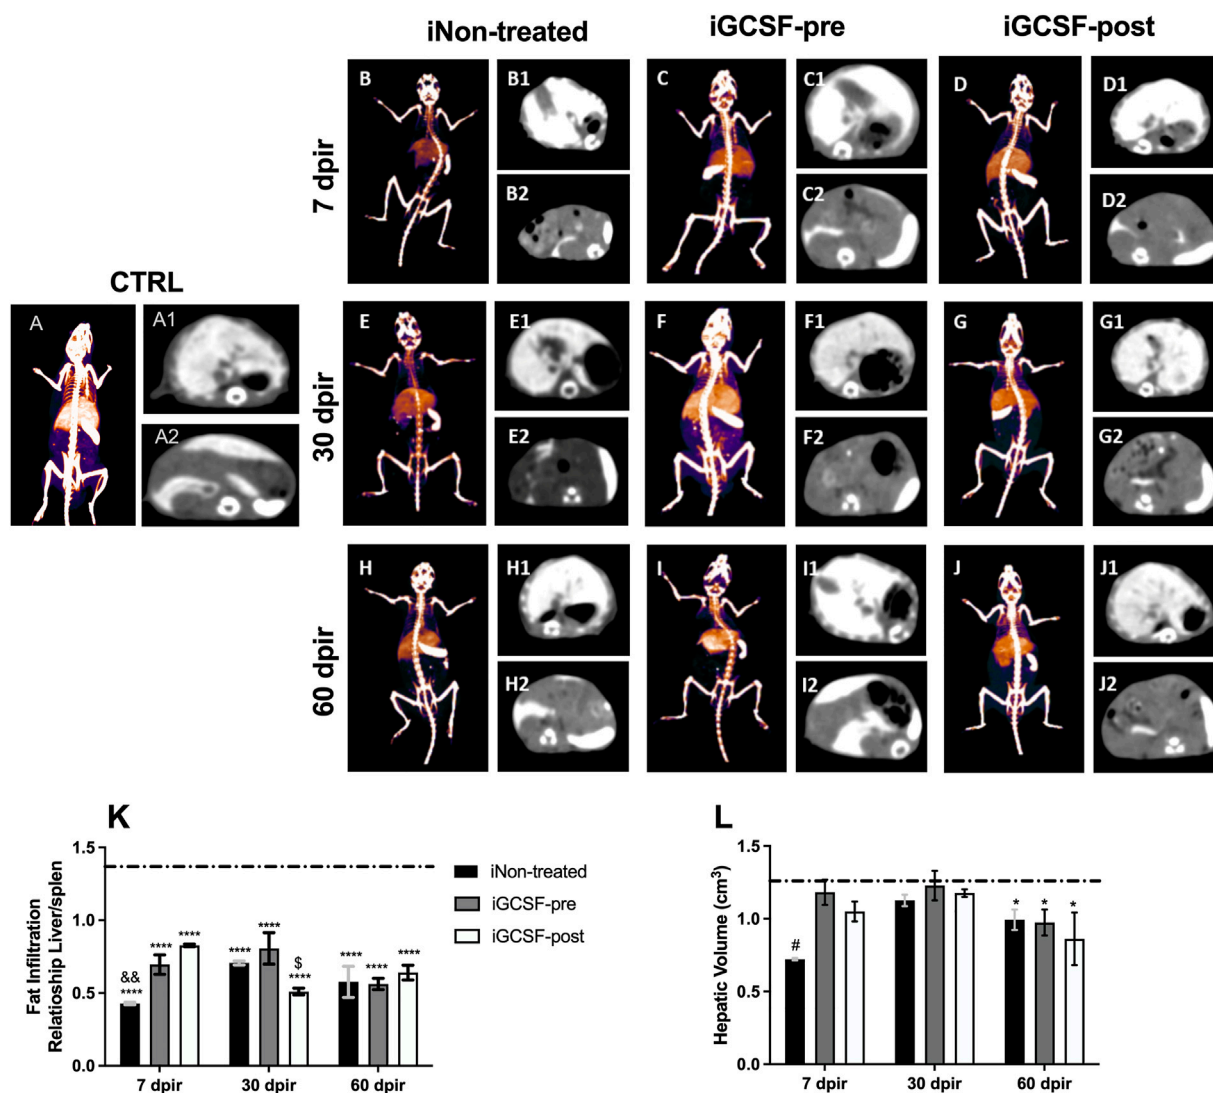 iNon-treated iGCSF-pre iGCSF-post
7 dpir
B B1 C C1 D D1
B2 C2 D2
CTRL
30 dpir
A A1 E E1 F F1 G G1
A2 E2 F2 G2
60 dpir
H H1 I I1 J J1
H2 I2 J2
K
Fat Infiltration
Relatioship Liver/splen
1.5
1.0
0.5
0.0
&&
**** **** ****
**** **** $
****
**** **** ****
7 dpir 30 dpir 60 dpir
iNon-treated
iGCSF-pre
iGCSF-post
L
Hepatic Volume (cm³)
1.5
1.0
0.5
0.0
#
* * *
7 dpir 30 dpir 60 dpir